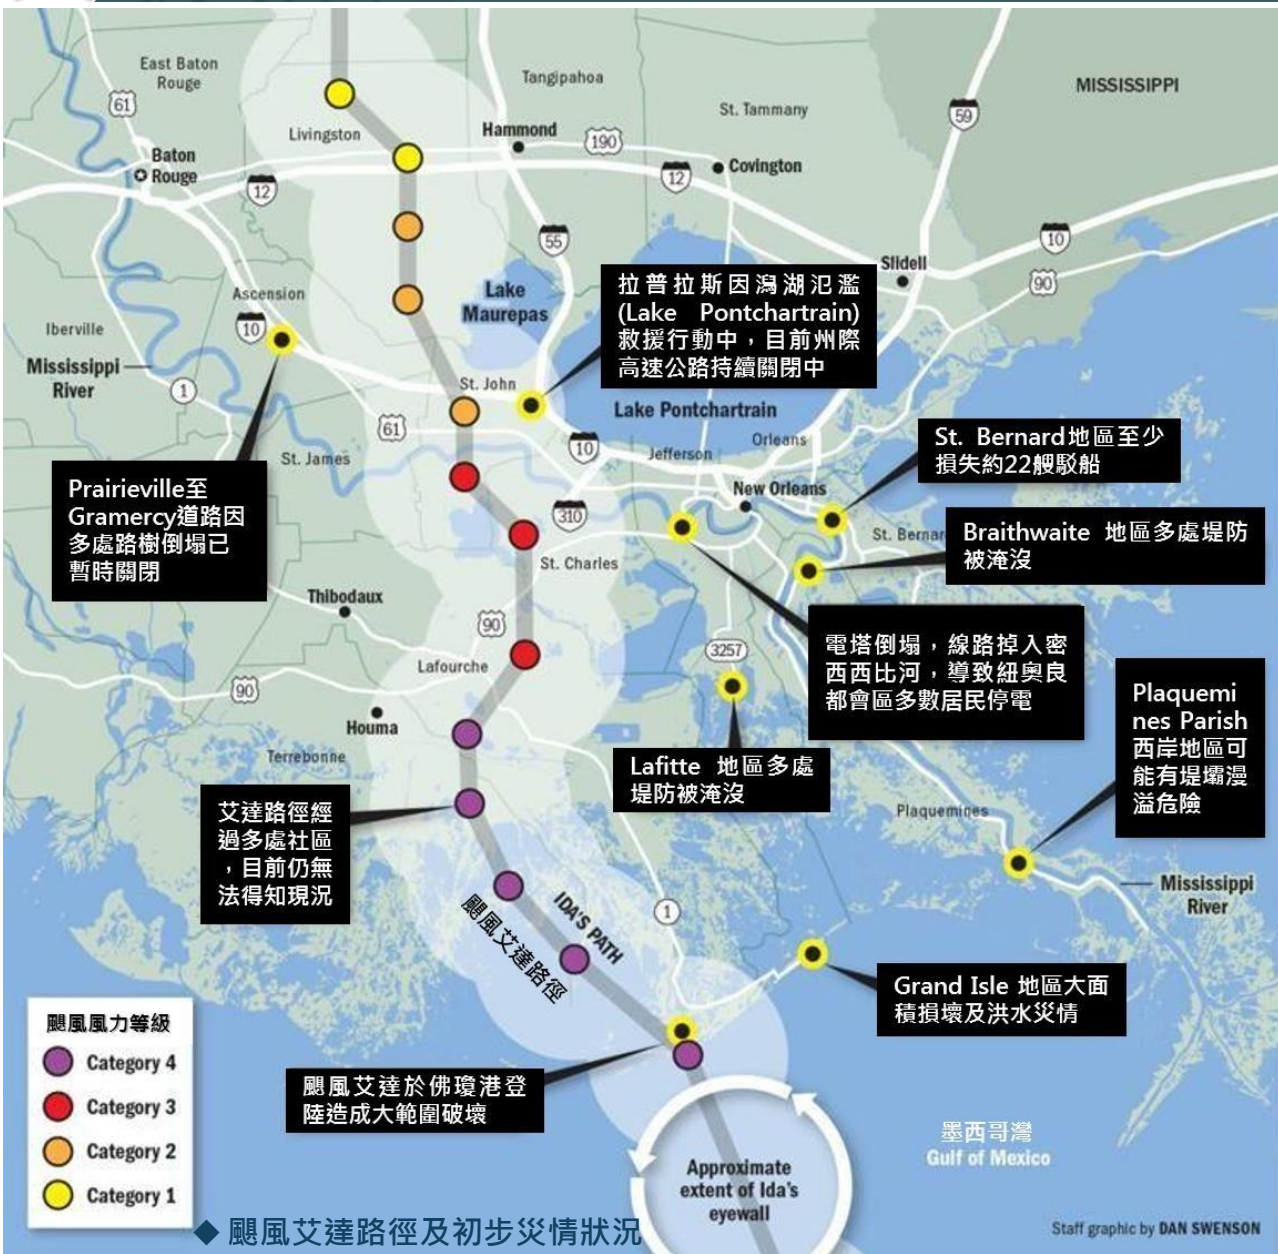 East Baton
Rouge
61
Tangipahoa
MISSISSIPPI
St. Tammany
59
Livingston
Hammond
190
Baton
Rouge
Covington
12
12
55
10
Slidell
90
Ascension
10
Lake
Maurepas
拉普拉斯因潟湖氾濫
(Lake Pontchartrain)
救援行動中，目前州際
高速公路持續關閉中
Iberville
Mississippi
River
1
St. John
61
Lake Pontchartrain
Orleans
10
Jefferson
St. James
New Orleans
St. Bernard地區至少
損失約22艘駁船
Prairieville至
Gramercy道路因
多處路樹倒塌已
暫時關閉
310
St. Charles
St. Bernar
Braithwaite 地區多處堤防
被淹沒
Thibodaux
90
Lafourche
3257
電塔倒塌，線路掉入密
西西比河，導致紐奧良
都會區多數居民停電
90
Houma
Terrebonne
Plaquemi
nes Parish
西岸地區可
能有堤壩漫
溢危險
Lafitte 地區多處
堤防被淹沒
艾達路徑經
過多處社區
，目前仍無
法得知現況
Plaquemines
Mississippi
River
IDA'S PATH
颶風艾達路徑
1
Grand Isle 地區大面
積損壞及洪水災情
颶風風力等級
Category 4
Category 3
Category 2
Category 1
颶風艾達於佛瓊港登
陸造成大範圍破壞
墨西哥灣
Gulf of Mexico
Approximate
extent of Ida's
eyewall
Staff graphic by DAN SWENSON
◆ 颶風艾達路徑及初步災情狀況